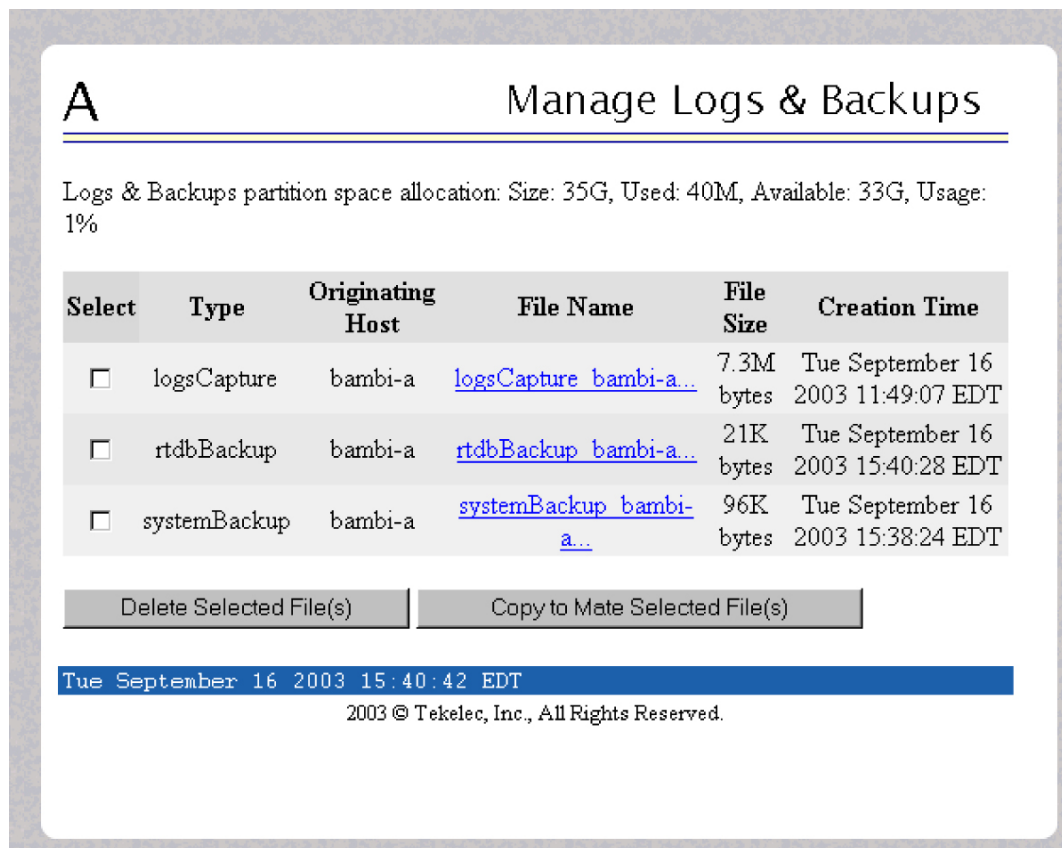 A
Manage Logs & Backups
Logs & Backups partition space allocation: Size: 35G, Used: 40M, Available: 33G, Usage:
1%
Select Type Originating Host File Name File Size Creation Time
logsCapture bambi-a logsCapture_bambi-a... 7.3M bytes Tue September 16 2003 11:49:07 EDT
rtdbBackup bambi-a rtdbBackup_bambi-a... 21K bytes Tue September 16 2003 15:40:28 EDT
systemBackup bambi-a systemBackup_bambi-a... 96K bytes Tue September 16 2003 15:38:24 EDT
Delete Selected File(s) Copy to Mate Selected File(s)
Tue September 16 2003 15:40:42 EDT
2003 © Tekelec, Inc., All Rights Reserved.